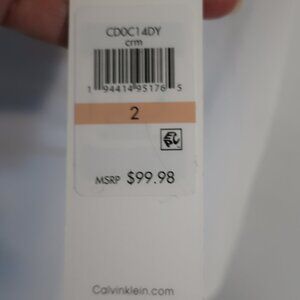 CD0C14DY
crm
1 94414 95176 5
2
MSRP $99.98
Calvinklein.com